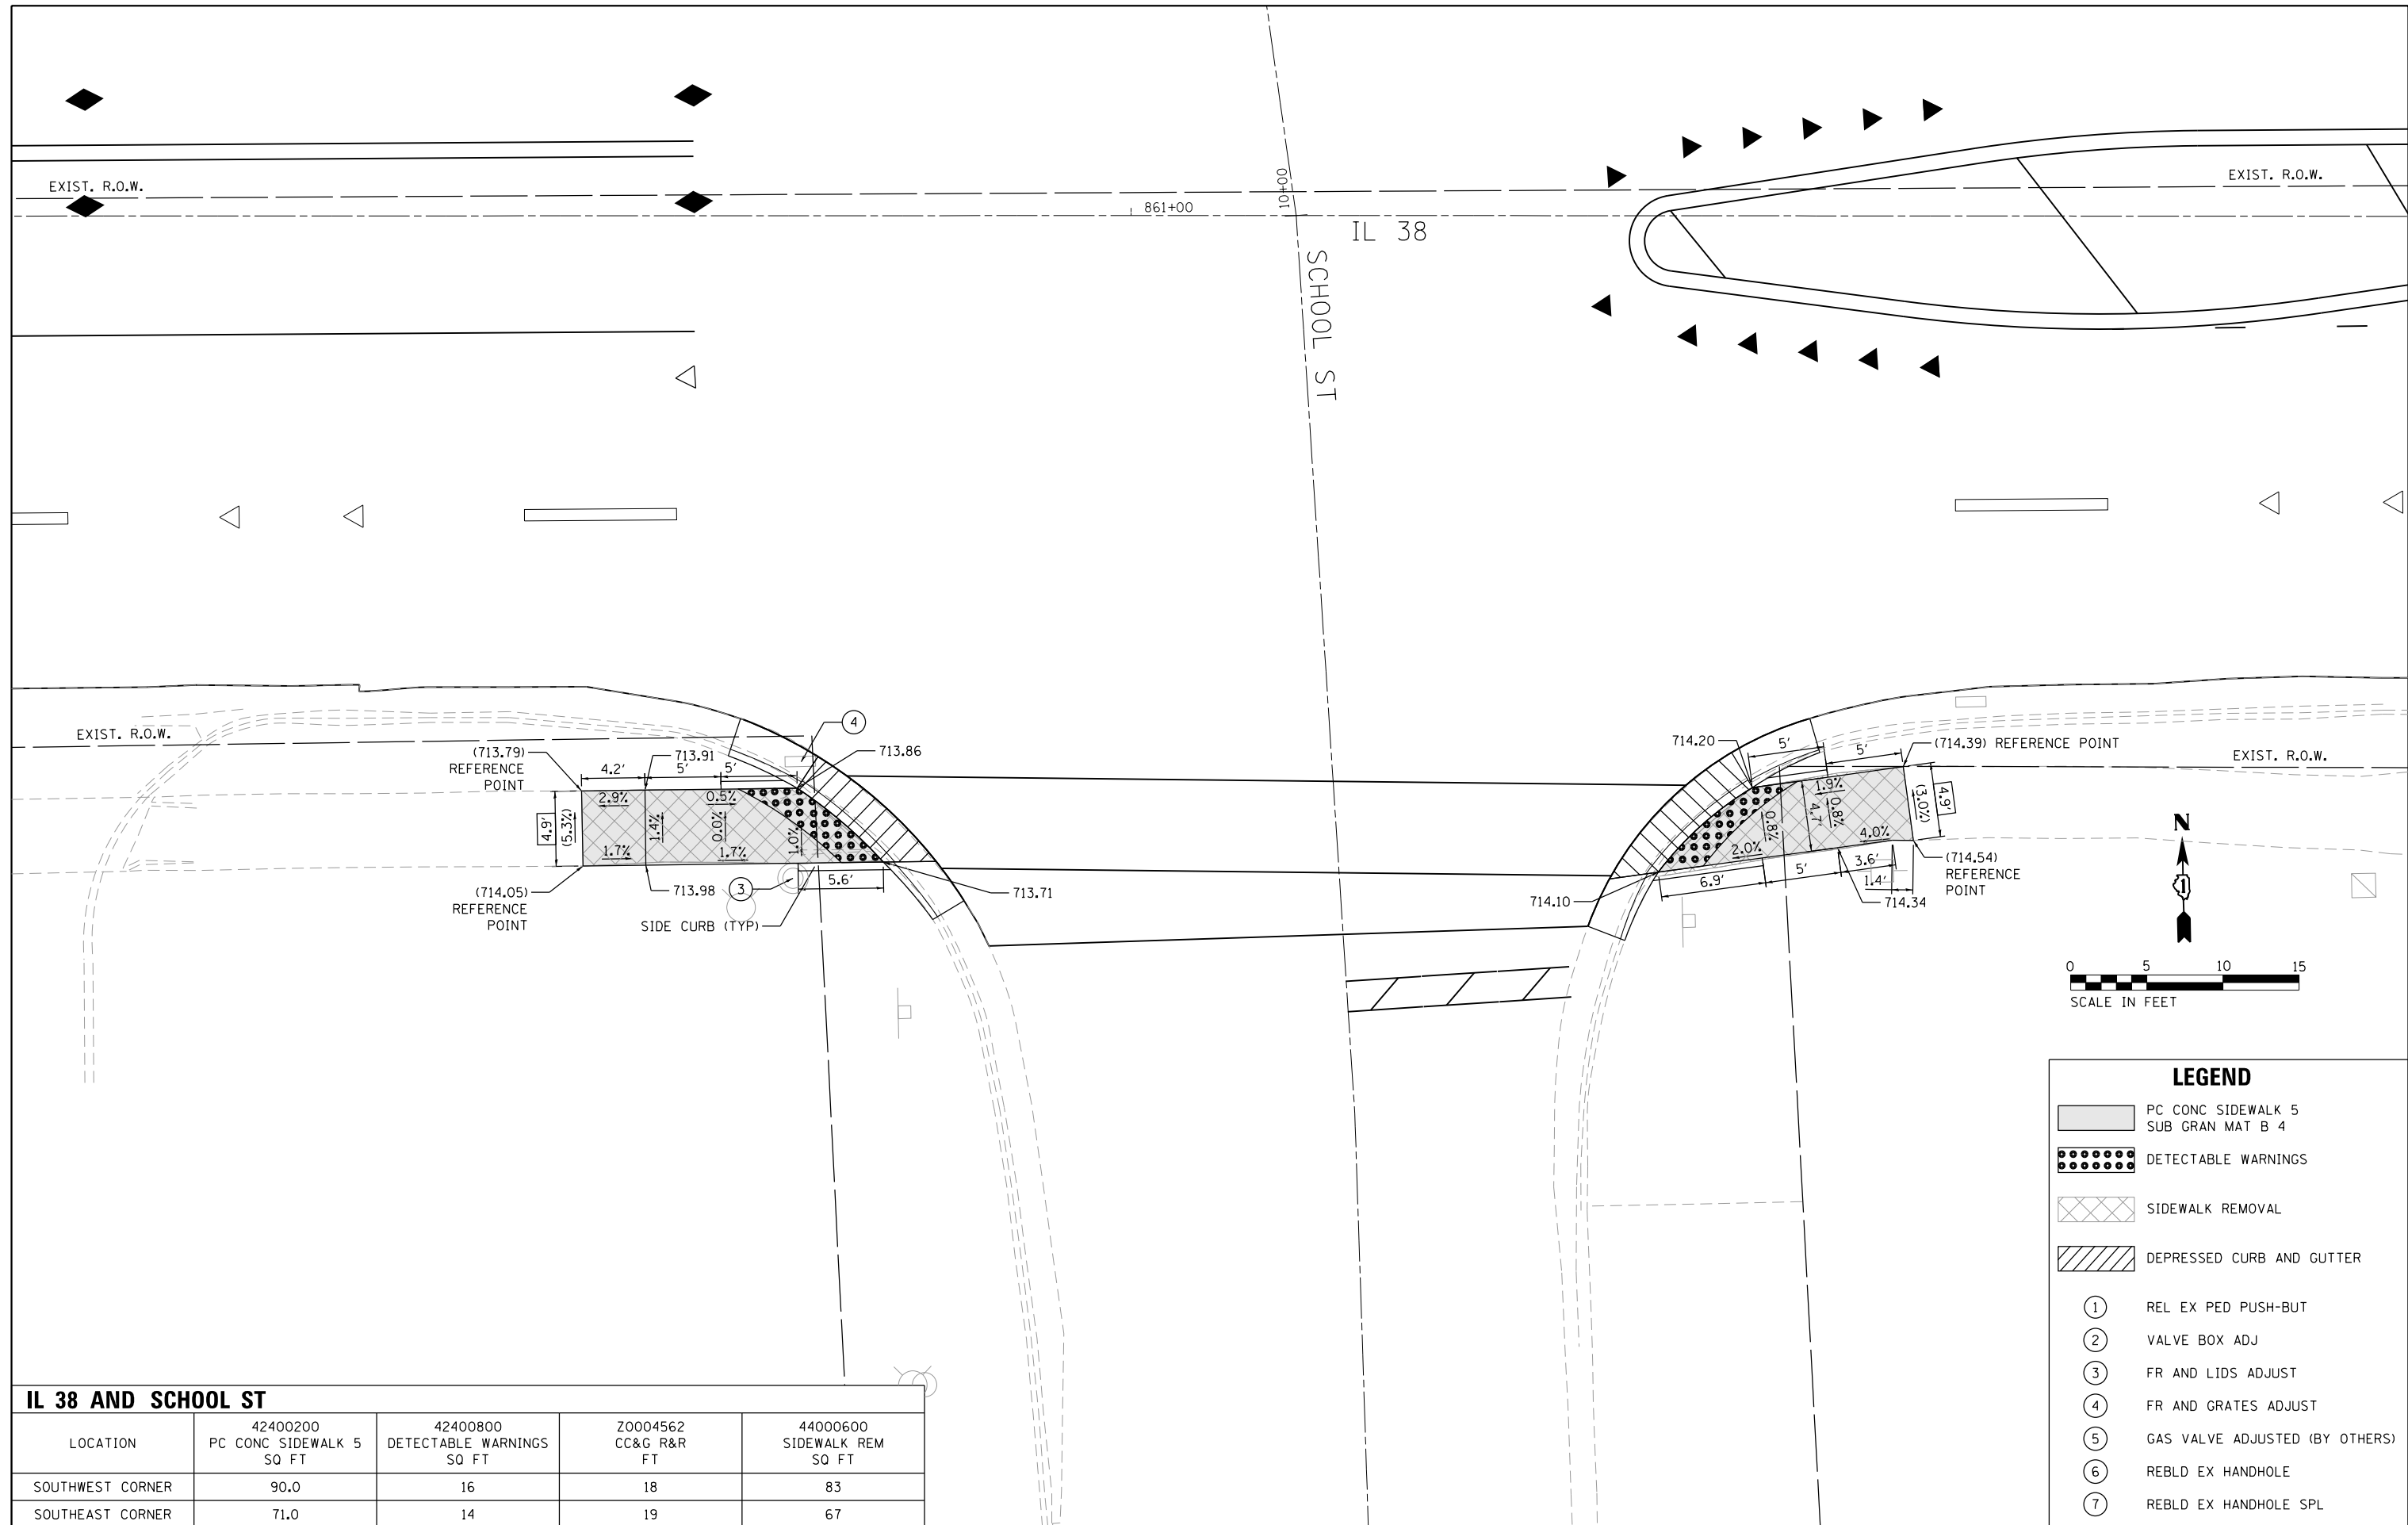 EXIST. R.O.W.
EXIST. R.O.W.
861+00
10+00
IL 38
SCHOOL ST
EXIST. R.O.W.
(713.79)
REFERENCE
POINT
713.91
4
713.86
4.2'
5'
5'
2.9%
0.5%
4.9'
(5.3%)
1.4%
0.0%
1.0%
1.7%
1.7%
(714.05)
REFERENCE
POINT
713.98
3
5.6'
713.71
SIDE CURB (TYP)
714.20
5'
5'
(714.39) REFERENCE POINT
EXIST. R.O.W.
1.9%
0.8%
4.7'
0.8%
(3.0%)
4.9'
4.0%
2.0%
3.6'
5'
6.9'
1.4'
(714.54)
REFERENCE
POINT
714.10
714.34
N
1
0 5 10 15
SCALE IN FEET
LEGEND
PC CONC SIDEWALK 5
SUB GRAN MAT B 4
DETECTABLE WARNINGS
SIDEWALK REMOVAL
DEPRESSED CURB AND GUTTER
1 REL EX PED PUSH-BUT
2 VALVE BOX ADJ
3 FR AND LIDS ADJUST
4 FR AND GRATES ADJUST
5 GAS VALVE ADJUSTED (BY OTHERS)
6 REBLD EX HANDHOLE
7 REBLD EX HANDHOLE SPL
IL 38 AND SCHOOL ST
LOCATION
42400200
PC CONC SIDEWALK 5
SQ FT
42400800
DETECTABLE WARNINGS
SQ FT
Z0004562
CC&G R&R
FT
44000600
SIDEWALK REM
SQ FT
SOUTHWEST CORNER 90.0 16 18 83
SOUTHEAST CORNER 71.0 14 19 67